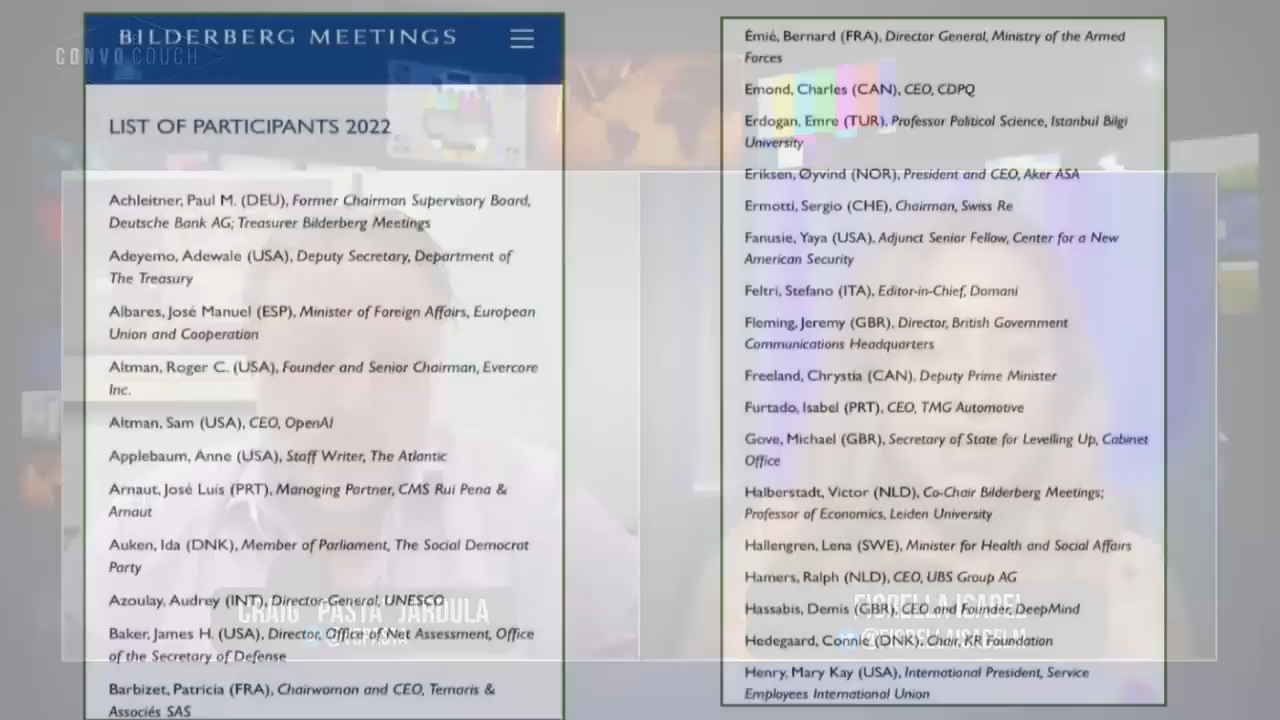 CONVO COUCH
BILDERBERG MEETINGS
LIST OF PARTICIPANTS 2022
Achleitner, Paul M. (DEU), Former Chairman Supervisory Board,
Deutsche Bank AG; Treasurer Bilderberg Meetings
Adeyemo, Adewale (USA), Deputy Secretary, Department of
The Treasury
Albares, José Manuel (ESP), Minister of Foreign Affairs, European
Union and Cooperation
Altman, Roger C. (USA), Founder and Senior Chairman, Evercore
Inc.
Altman, Sam (USA), CEO, OpenAI
Applebaum, Anne (USA), Staff Writer, The Atlantic
Arnaut, José Luís (PRT), Managing Partner, CMS Rui Pena &
Arnaut
Auken, Ida (DNK), Member of Parliament, The Social Democrat
Party
Azoulay, Audrey (INT), Director-General, UNESCO
Baker, James H. (USA), Director, Office of Net Assessment, Office
of the Secretary of Defense
Barbizet, Patricia (FRA), Chairwoman and CEO, Temaris &
Associés SAS
Émié, Bernard (FRA), Director General, Ministry of the Armed
Forces
Emond, Charles (CAN), CEO, CDPQ
Erdogan, Emre (TUR), Professor Political Science, Istanbul Bilgi
University
Eriksen, Øyvind (NOR), President and CEO, Aker ASA
Ermotti, Sergio (CHE), Chairman, Swiss Re
Fanusie, Yaya (USA), Adjunct Senior Fellow, Center for a New
American Security
Feltri, Stefano (ITA), Editor-in-Chief, Domani
Fleming, Jeremy (GBR), Director, British Government
Communications Headquarters
Freeland, Chrystia (CAN), Deputy Prime Minister
Furtado, Isabel (PRT), CEO, TMG Automotive
Gove, Michael (GBR), Secretary of State for Levelling Up, Cabinet
Office
Halberstadt, Victor (NLD), Co-Chair Bilderberg Meetings;
Professor of Economics, Leiden University
Hallengren, Lena (SWE), Minister for Health and Social Affairs
Hamers, Ralph (NLD), CEO, UBS Group AG
Hassabis, Demis (GBR), CEO and Founder, DeepMind
Hedegaard, Connie (DNK), Chair, KR Foundation
Henry, Mary Kay (USA), International President, Service
Employees International Union
CRAIG "PASTA" JARDULA
FIORELLA ISABEL
@FIORELLAISABELM